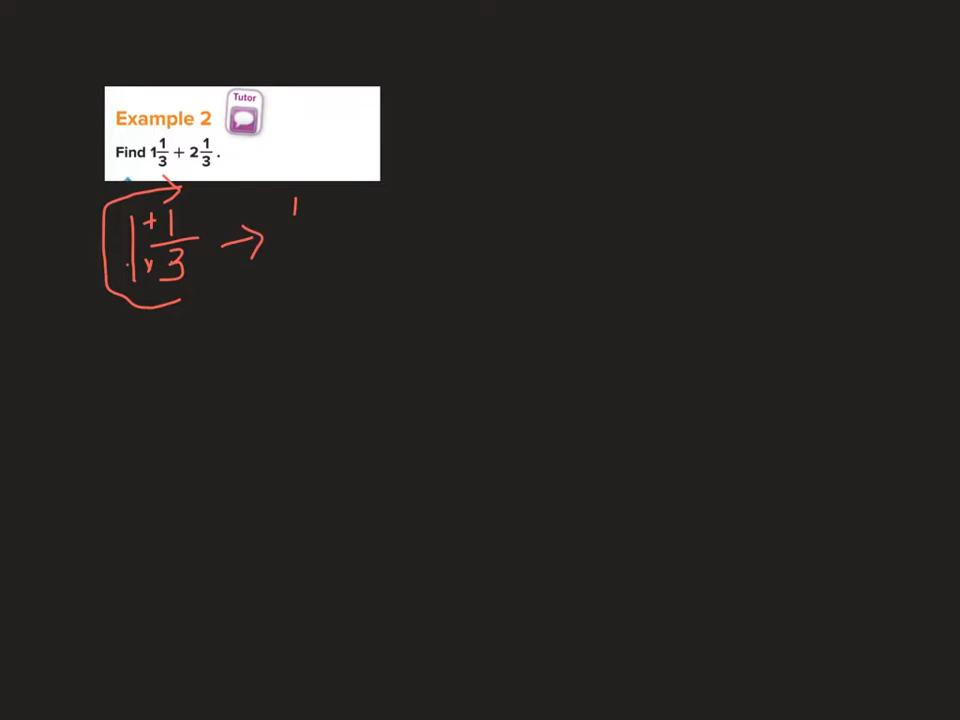 Tutor
Example 2
Find 1 1/3 + 2 1/3 .
1 + 1
x 3 →